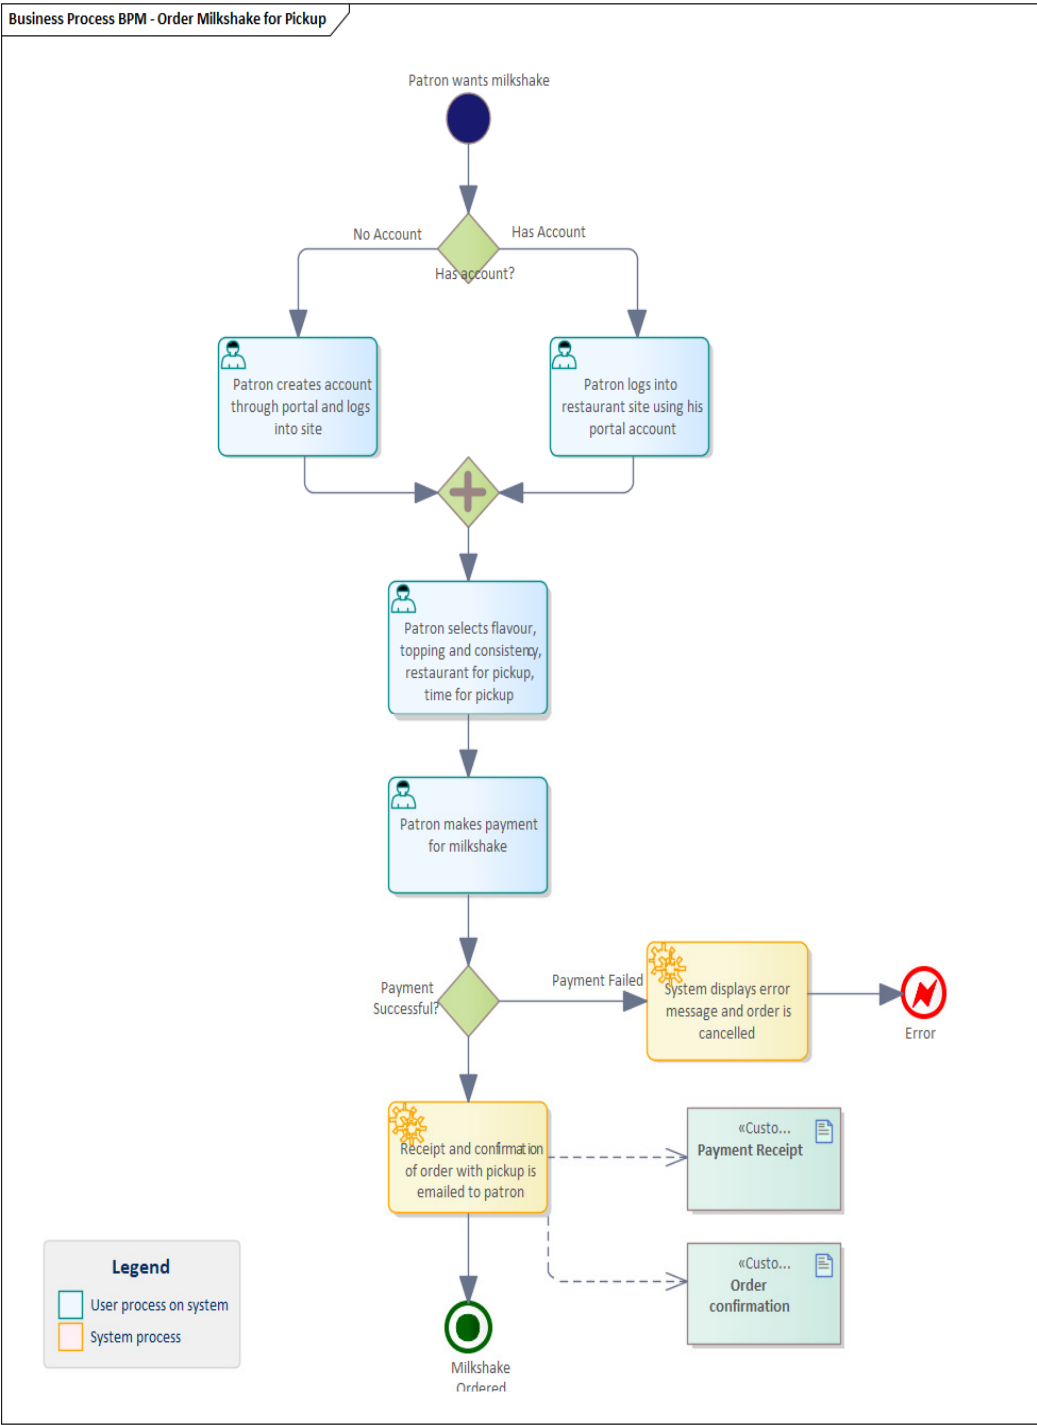 Business Process BPM - Order Milkshake for Pickup
Patron wants milkshake
No Account
Has Account
Has account?
Patron creates account
through portal and logs
into site
Patron logs into
restaurant site using his
portal account
Patron selects flavour,
topping and consistency,
restaurant for pickup,
time for pickup
Patron makes payment
for milkshake
Payment
Successful?
Payment Failed
System displays error
message and order is
cancelled
Error
Receipt and confirmation
of order with pickup is
emailed to patron
«Custo...
Payment Receipt
«Custo...
Order
confirmation
Legend
User process on system
System process
Milkshake
Ordered